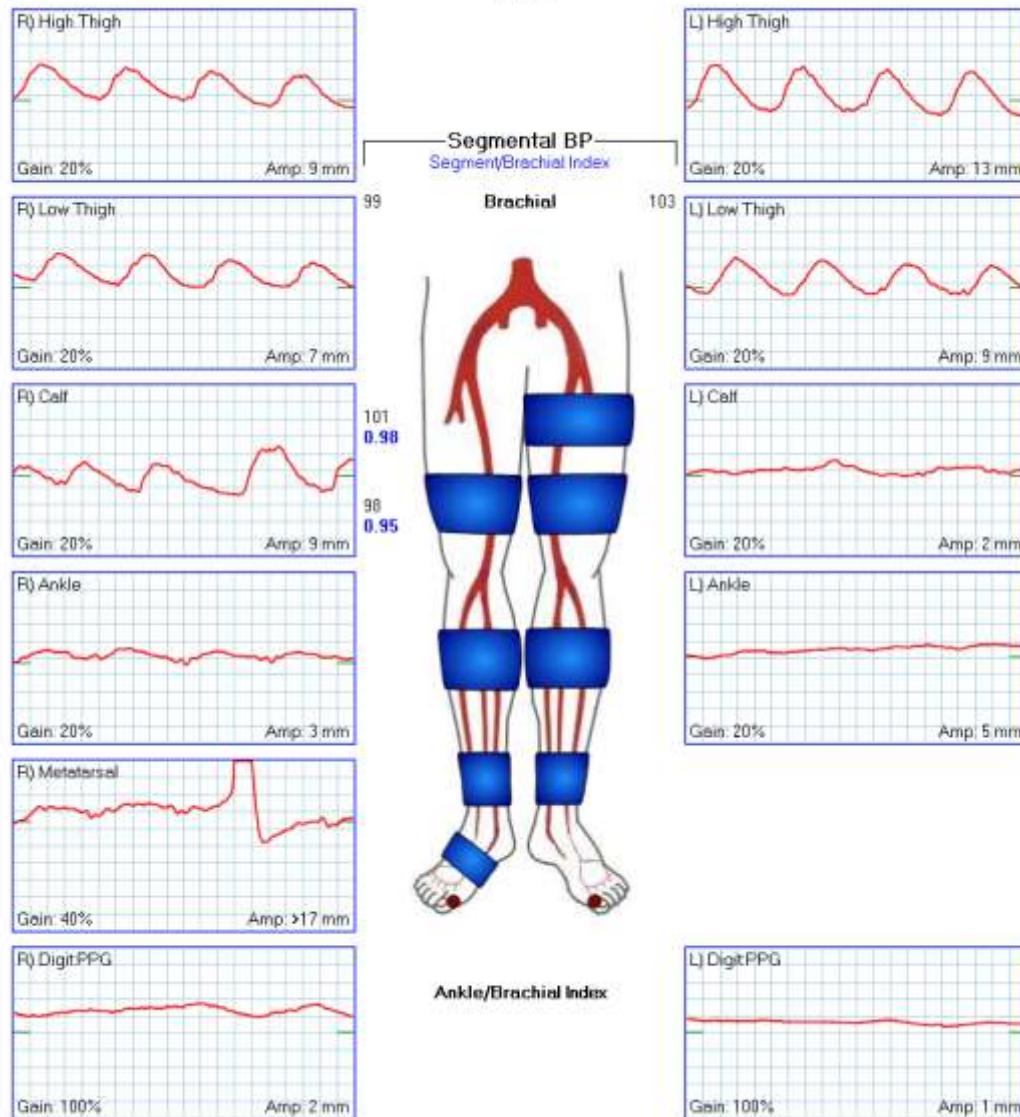 R) High Thigh
Gain: 20% Amp: 9 mm
L) High Thigh
Gain: 20% Amp: 13 mm
Segmental BP
Segment/Brachial Index
99 Brachial 103
R) Low Thigh
Gain: 20% Amp: 7 mm
L) Low Thigh
Gain: 20% Amp: 9 mm
R) Calf
Gain: 20% Amp: 9 mm
101
0.98
98
0.95
L) Calf
Gain: 20% Amp: 2 mm
R) Ankle
Gain: 20% Amp: 3 mm
L) Ankle
Gain: 20% Amp: 5 mm
R) Metatarsal
Gain: 40% Amp: >17 mm
R) Digit PPG
Gain: 100% Amp: 2 mm
Ankle/Brachial Index
L) Digit PPG
Gain: 100% Amp: 1 mm